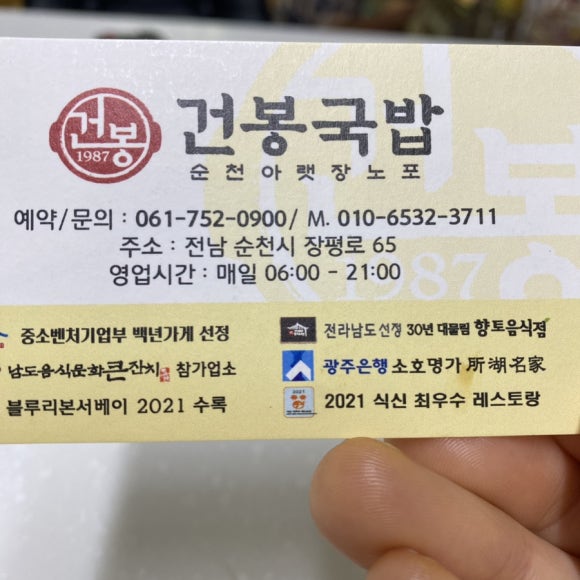 건봉
1987
건봉국밥
순천아랫장노포
예약/문의 : 061-752-0900/ M. 010-6532-3711
주소 : 전남 순천시 장평로 65
영업시간 : 매일 06:00 - 21:00
중소벤처기업부 백년가게 선정
전라남도 선정 30년 대물림 향토음식점
남도음식문화큰잔치 참가업소
광주은행 소호명가 所湖名家
블루리본서베이 2021 수록
2021
2021 식신 최우수 레스토랑
1987